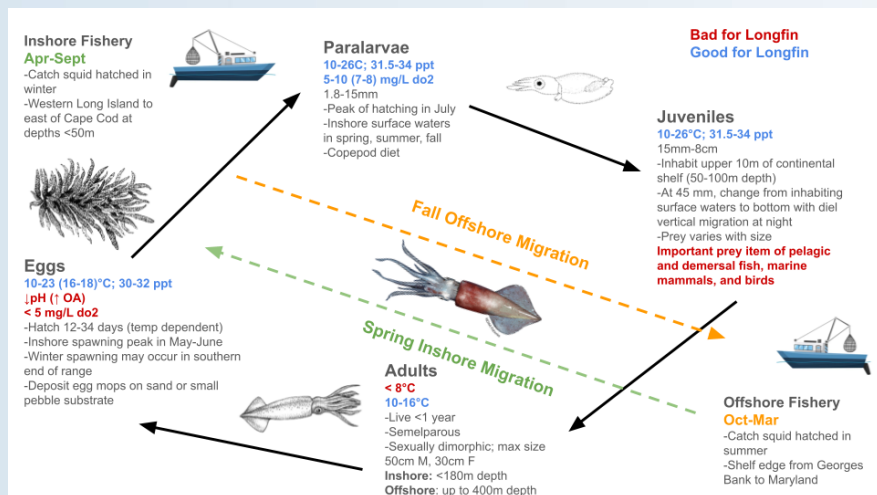 Inshore Fishery
Apr-Sept
-Catch squid hatched in
winter
-Western Long Island to
east of Cape Cod at
depths <50m
Paralarvae
10-26C; 31.5-34 ppt
5-10 (7-8) mg/L do2
1.8-15mm
-Peak of hatching in July
-Inshore surface waters
in spring, summer, fall
-Copepod diet
Bad for Longfin
Good for Longfin
Juveniles
10-26°C; 31.5-34 ppt
15mm-8cm
-Inhabit upper 10m of continental
shelf (50-100m depth)
-At 45 mm, change from inhabiting
surface waters to bottom with diel
vertical migration at night
-Prey varies with size
Important prey item of pelagic
and demersal fish, marine
mammals, and birds
Fall Offshore Migration
Spring Inshore Migration
Eggs
10-23 (16-18)°C; 30-32 ppt
↓pH (↑ OA)
< 5 mg/L do2
-Hatch 12-34 days (temp dependent)
-Inshore spawning peak in May-June
-Winter spawning may occur in southern
end of range
-Deposit egg mops on sand or small
pebble substrate
Adults
< 8°C
10-16°C
-Live <1 year
-Semelparous
-Sexually dimorphic; max size
50cm M, 30cm F
Inshore: <180m depth
Offshore: up to 400m depth
Offshore Fishery
Oct-Mar
-Catch squid hatched in
summer
-Shelf edge from Georges
Bank to Maryland